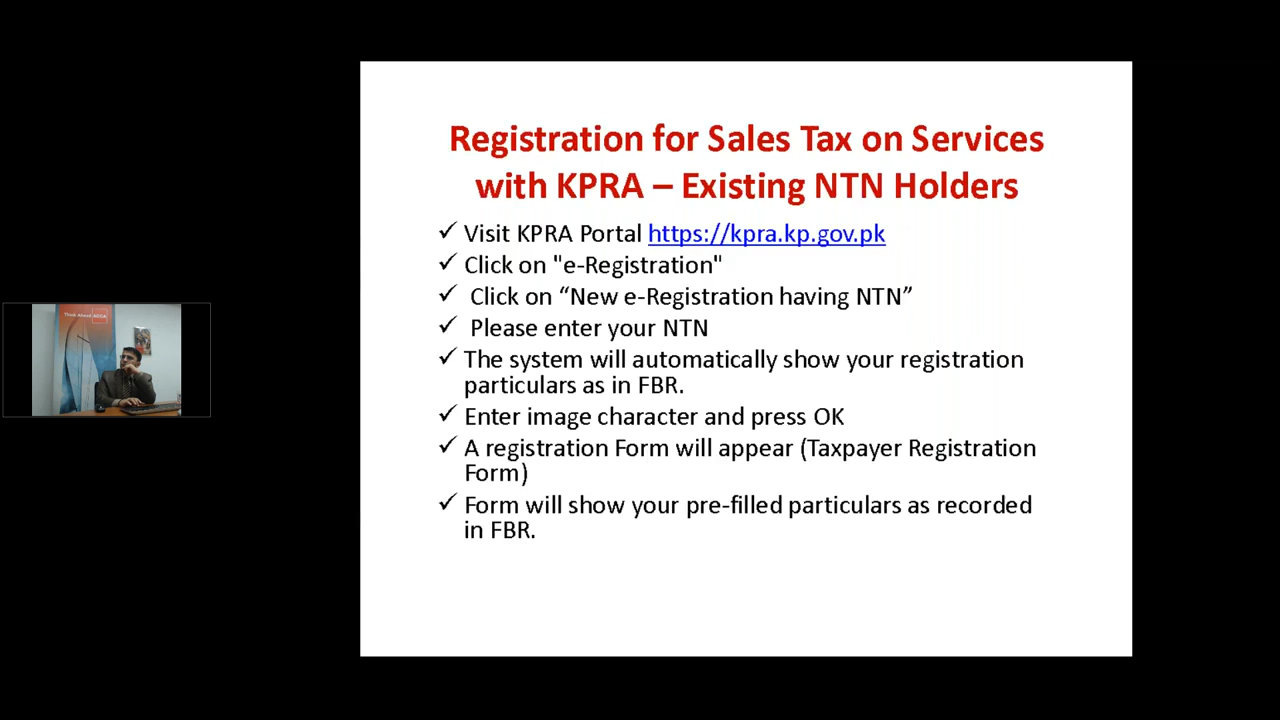 Registration for Sales Tax on Services
with KPRA – Existing NTN Holders
✓ Visit KPRA Portal https://kpra.kp.gov.pk
✓ Click on "e-Registration"
✓ Click on “New e-Registration having NTN”
✓ Please enter your NTN
✓ The system will automatically show your registration
particulars as in FBR.
✓ Enter image character and press OK
✓ A registration Form will appear (Taxpayer Registration
Form)
✓ Form will show your pre-filled particulars as recorded
in FBR.
Think Ahead ACCA